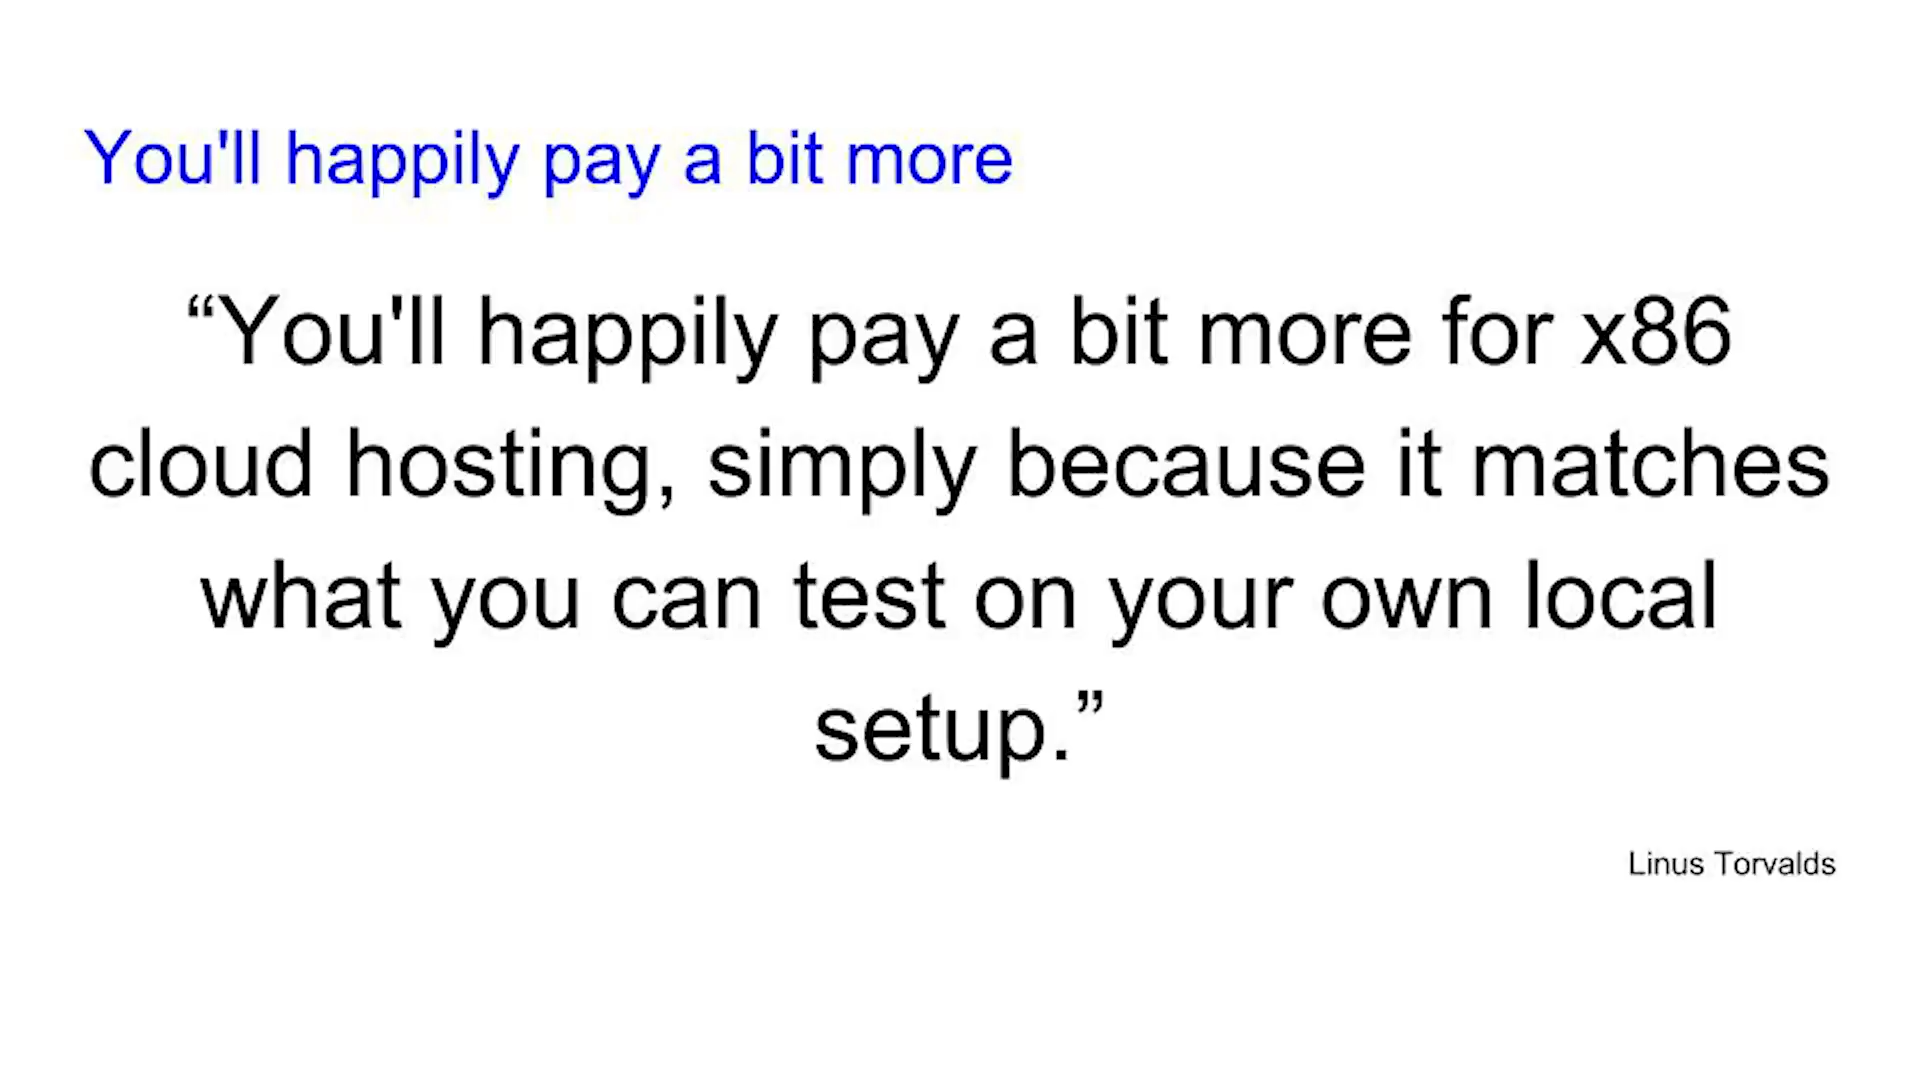 You'll happily pay a bit more
“You'll happily pay a bit more for x86
cloud hosting, simply because it matches
what you can test on your own local
setup.”
Linus Torvalds